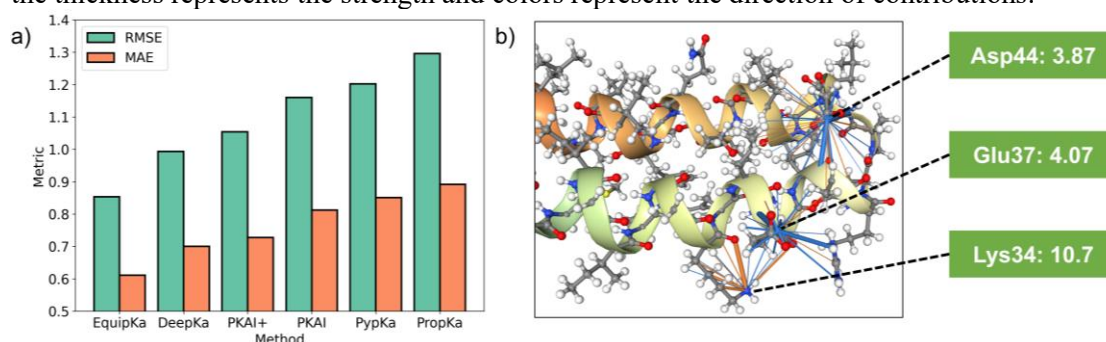 the thickness represents the strength and colors represent the direction of contributions.
a)
1.4
1.3
1.2
1.1
1.0
0.9
0.8
0.7
0.6
0.5
Metric
RMSE
MAE
EquipKa DeepKa PKAI+ PKAI PypKa PropKa
Method
b)
Asp44: 3.87
Glu37: 4.07
Lys34: 10.7